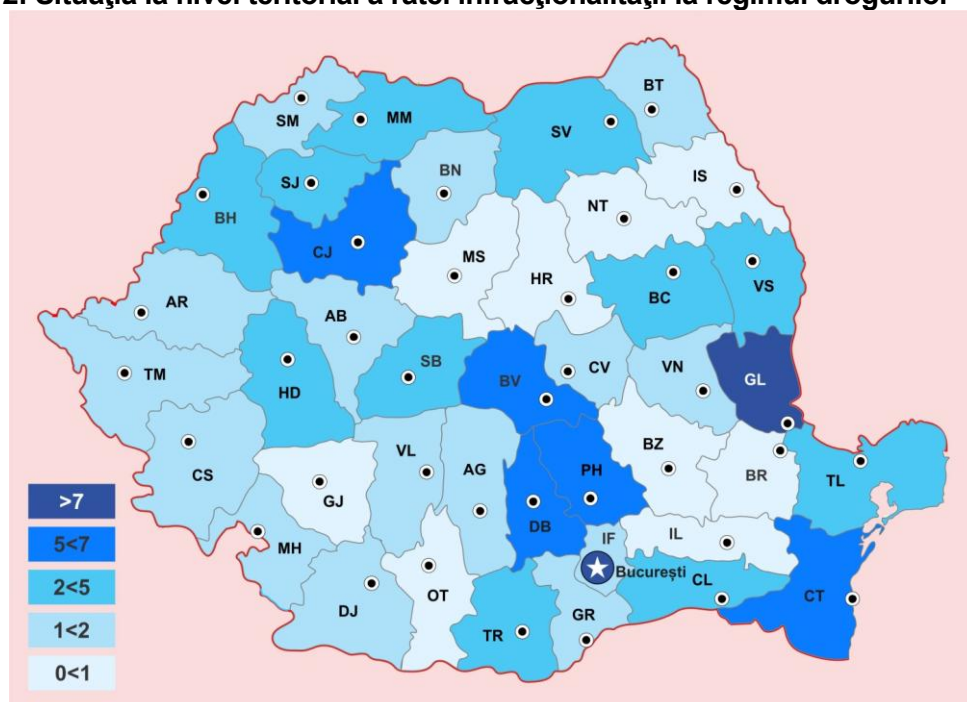 2. Situația la nivel teritorial a ratei infracționalității la regimul drogurilor
BT
SM
MM
SV
IS
BN
SJ
NT
BH
CJ
MS
HR
BC
VS
AR
AB
SB
CV
VN
TM
BV
GL
HD
BZ
VL
AG
PH
CS
BR
TL
GJ
DB
IF
IL
MH
București
CL
OT
CT
DJ
GR
TR
>7
5<7
2<5
1<2
0<1